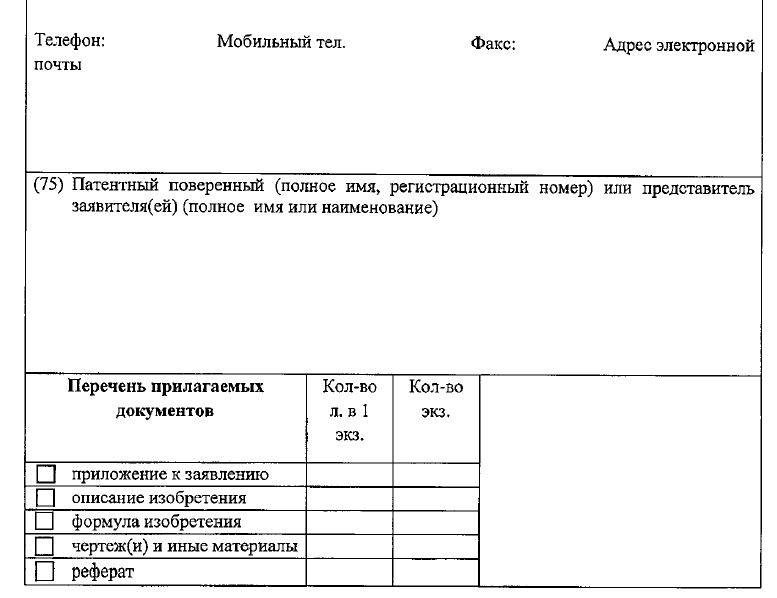 Телефон: Мобильный тел. Факс: Адрес электронной
почты
(75) Патентный поверенный (полное имя, регистрационный номер) или представитель
заявителя(ей) (полное имя или наименование)
Перечень прилагаемых Кол-во Кол-во
документов л. в 1 экз.
экз.
приложение к заявлению
описание изобретения
формула изобретения
чертеж(и) и иные материалы
реферат